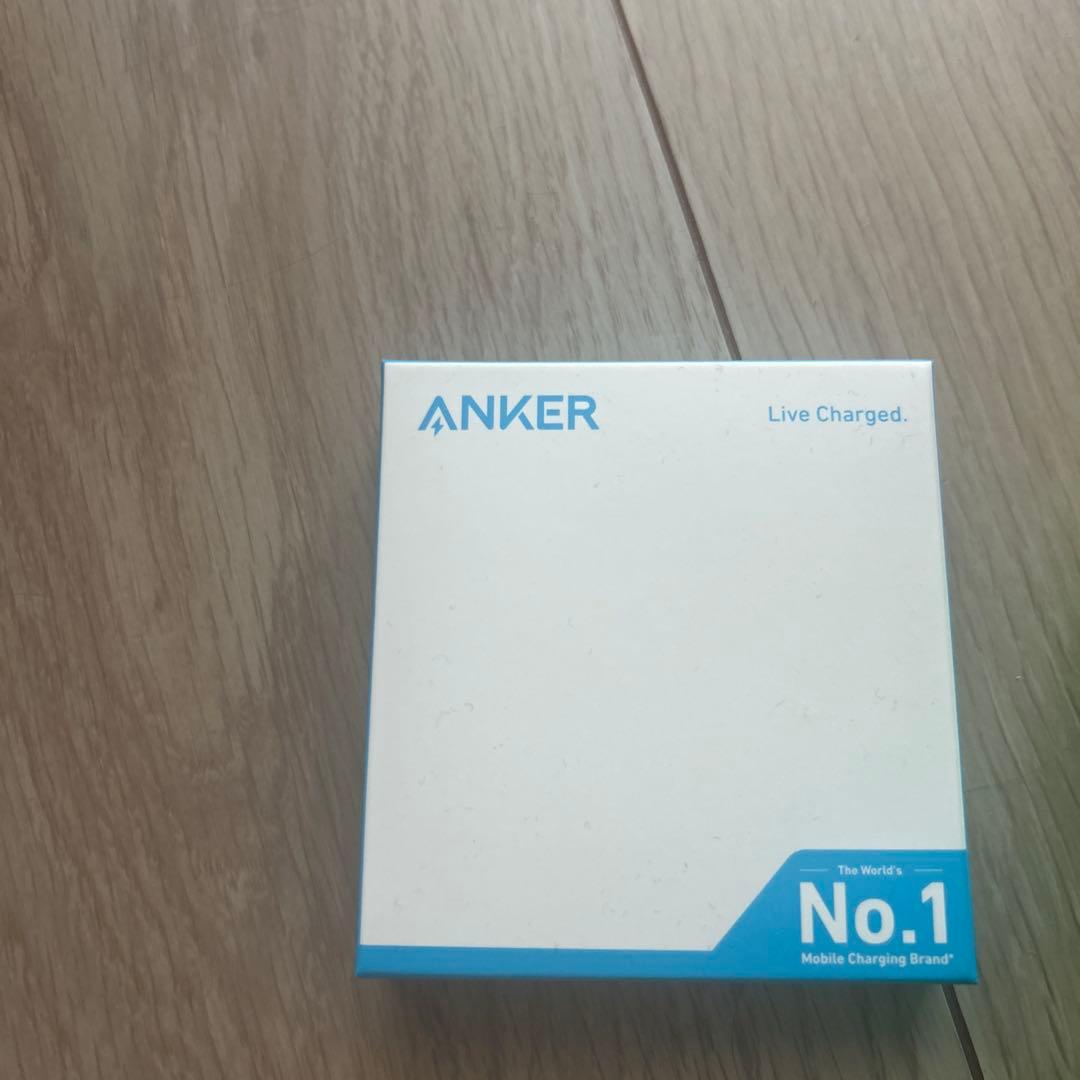 ANKER
Live Charged.
The World's
No.1
Mobile Charging Brand*